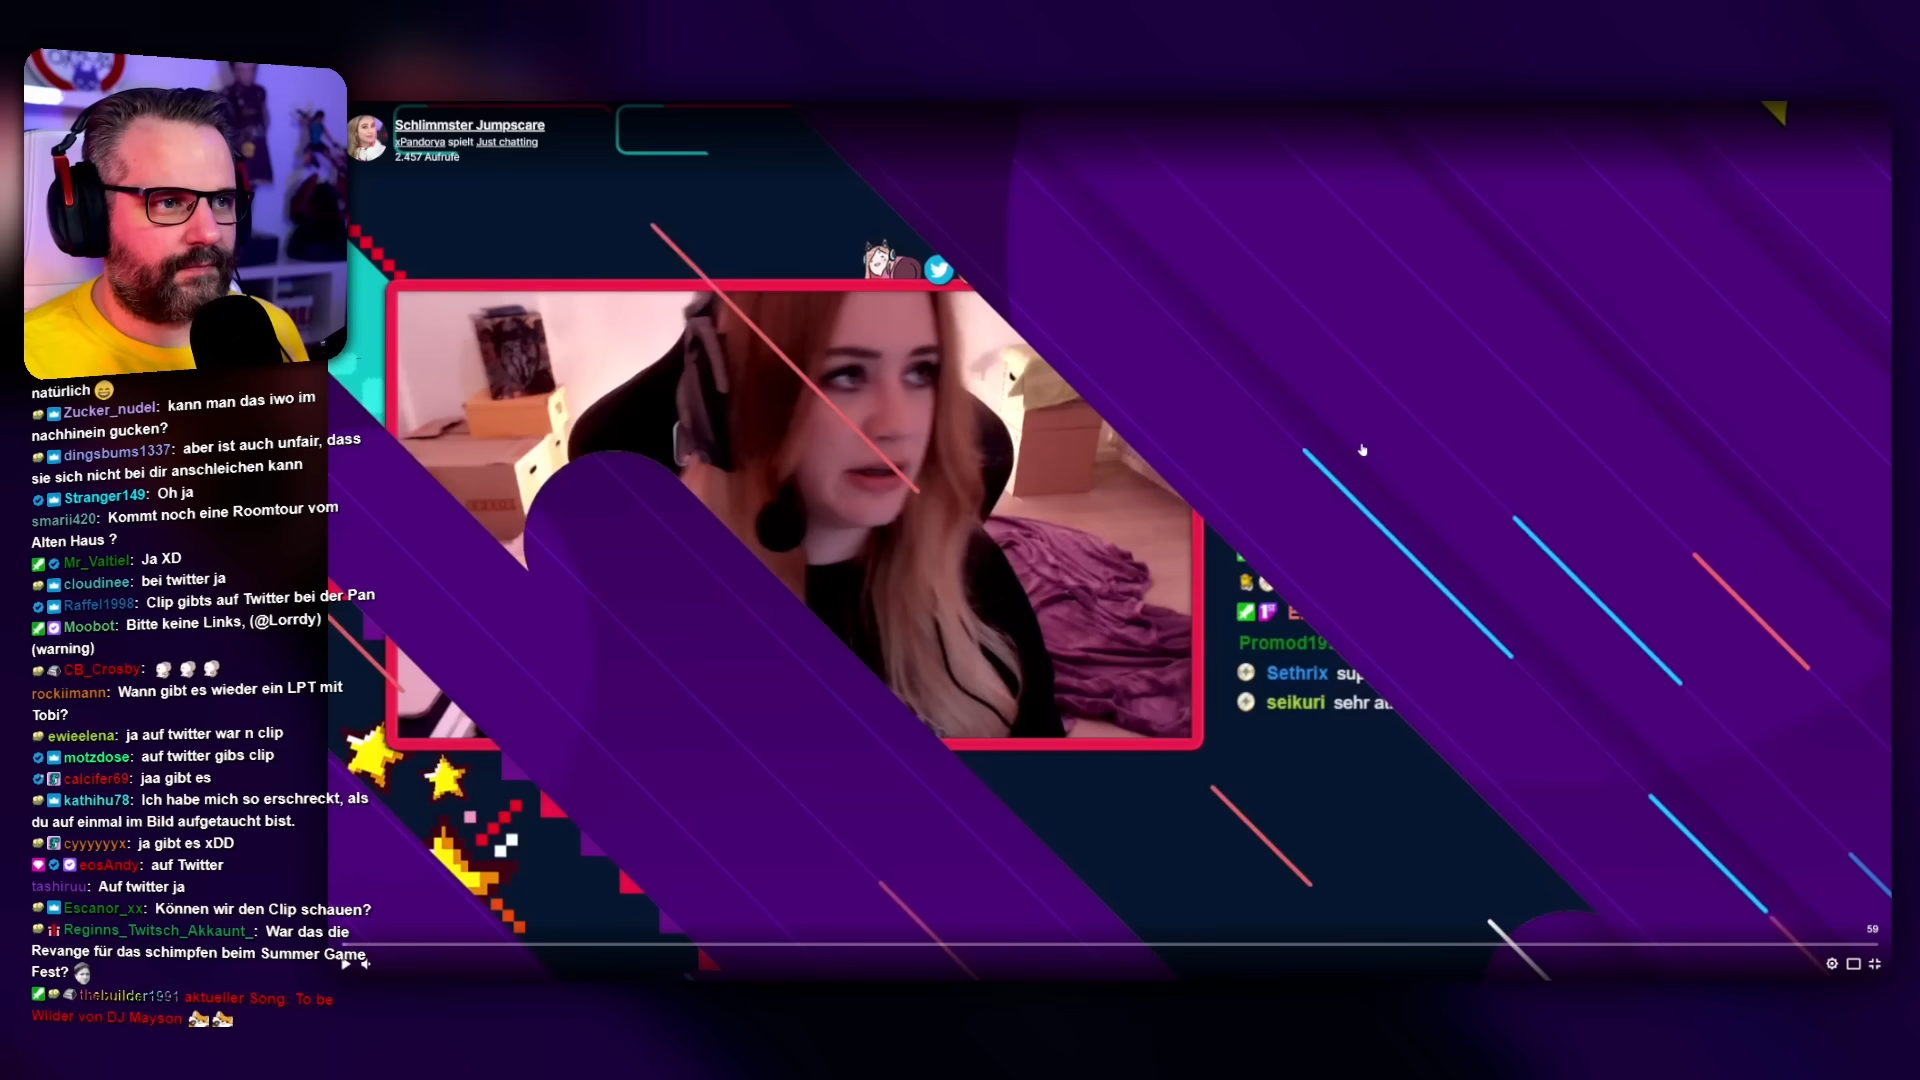 Schlimmster Jumpscare
xPandorya spielt Just chatting
2.457 Aufrufe
natürlich
Zucker_nudel: kann man das iwo im
nachhinein gucken?
dingsbums1337: aber ist auch unfair, dass
sie sich nicht bei dir anschleichen kann
Stranger149: Oh ja
smarii420: Kommt noch eine Roomtour vom
Alten Haus ?
Mr_Valtiel: Ja XD
cloudinee: bei twitter ja
Raffel1998: Clip gibts auf Twitter bei der Pan
Moobot: Bitte keine Links, (@Lorrdy)
(warning)
CB_Crosby:
rockiimann: Wann gibt es wieder ein LPT mit
Tobi?
ewieelena: ja auf twitter war n clip
motzdose: auf twitter gibs clip
calcifer69: jaa gibt es
kathihu78: Ich habe mich so erschreckt, als
du auf einmal im Bild aufgetaucht bist.
cyyyyyyx: ja gibt es xDD
eosAndy: auf Twitter
tashiruu: Auf twitter ja
Escanor_xx: Können wir den Clip schauen?
Reginns_Twitsch_Akkaunt_: War das die
Revange für das schimpfen beim Summer Game
Fest?
thebuilder1991 aktueller Song: To be
Wilder von DJ Mayson
Promod19
Sethrix sup
seikuri sehr at
59